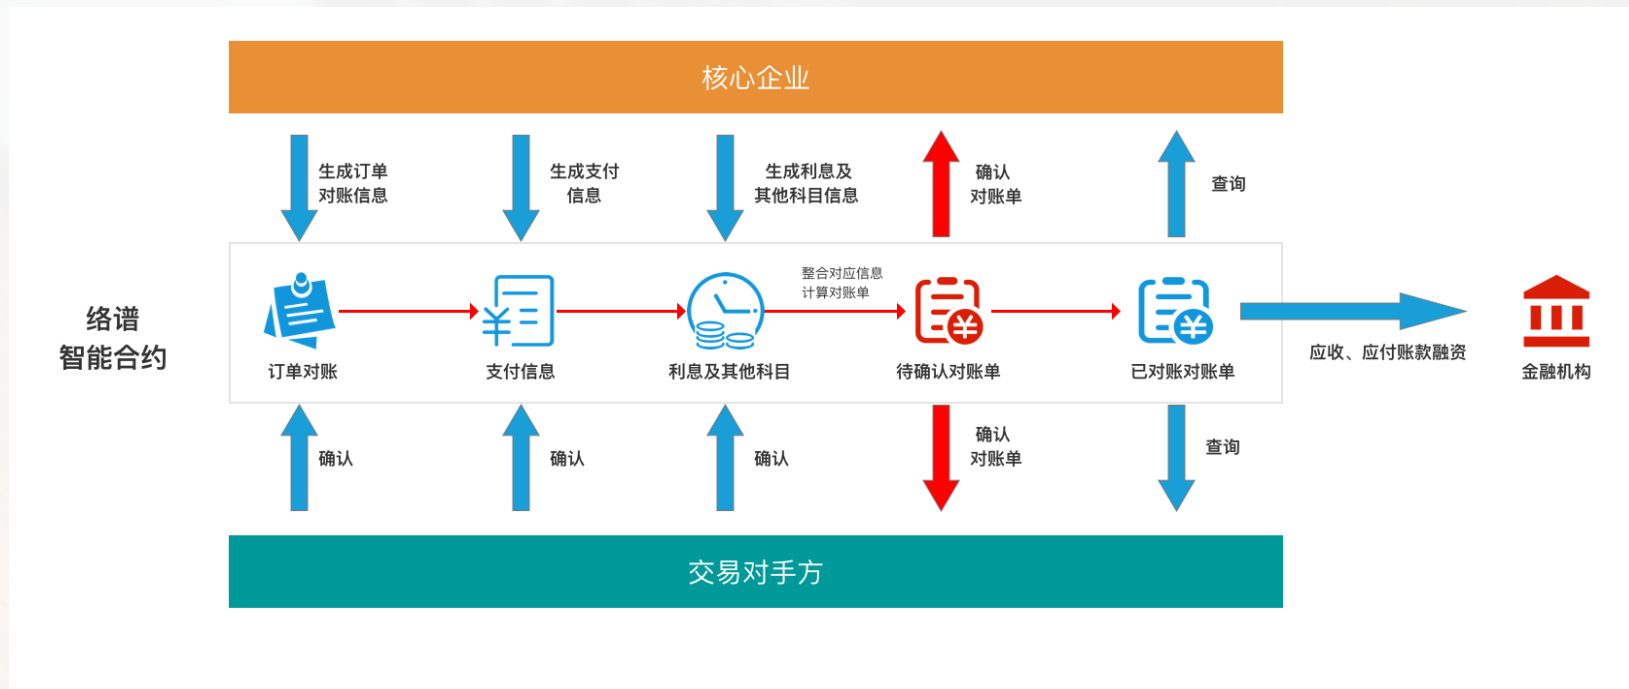 核心企业
生成订单
对账信息
生成支付
信息
生成利息及
其他科目信息
确认
对账单
查询
络谱
智能合约
整合对应信息
计算对账单
订单对账
支付信息
利息及其他科目
待确认对账单
已对账对账单
应收、应付账款融资
金融机构
确认
确认
确认
确认
对账单
查询
交易对手方